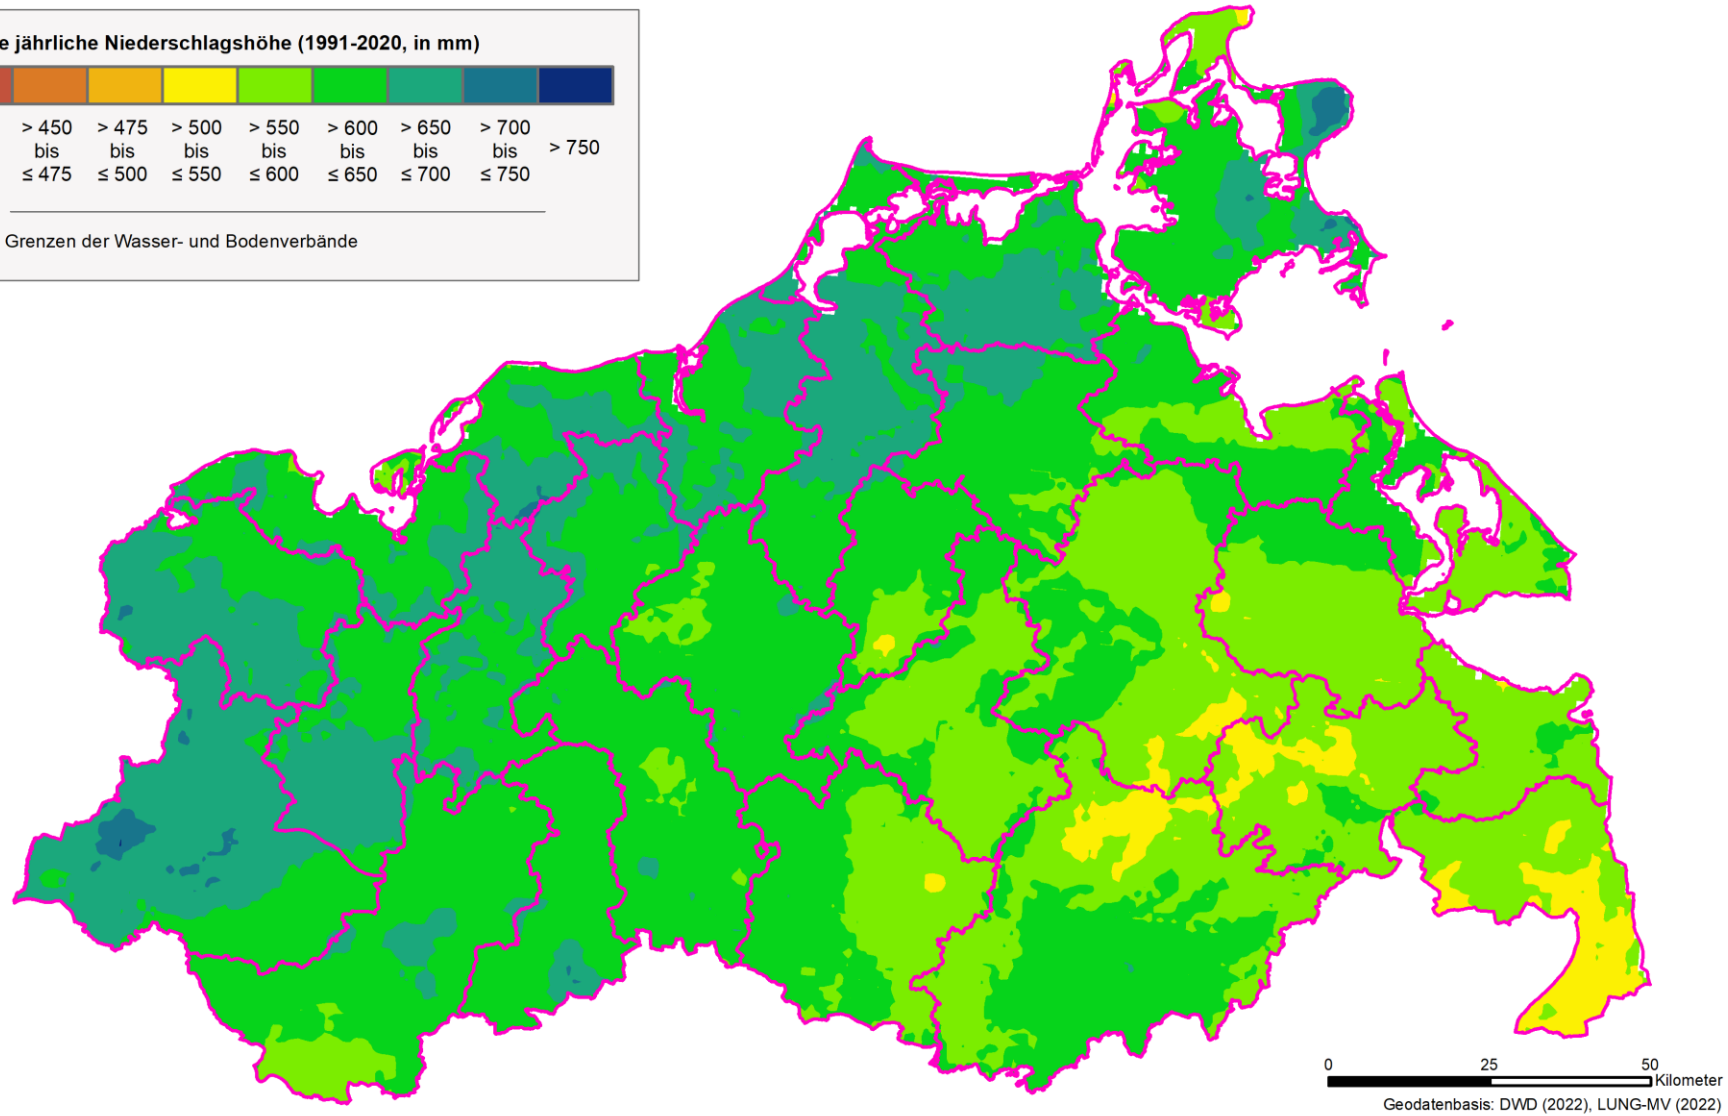 e jährliche Niederschlagshöhe (1991-2020, in mm)
> 450 bis ≤ 475
> 475 bis ≤ 500
> 500 bis ≤ 550
> 550 bis ≤ 600
> 600 bis ≤ 650
> 650 bis ≤ 700
> 700 bis ≤ 750
> 750
Grenzen der Wasser- und Bodenverbände
0 25 50
Kilometer
Geodatenbasis: DWD (2022), LUNG-MV (2022)